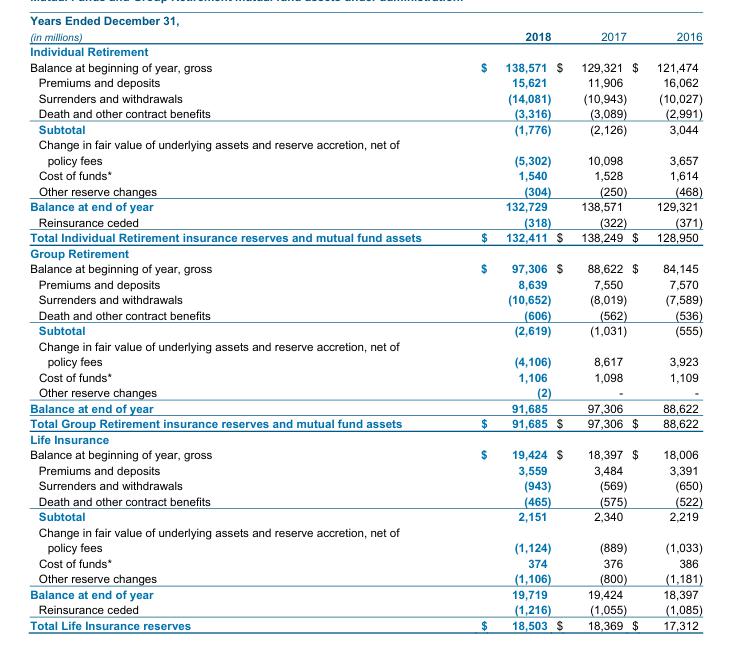 Years Ended December 31,
(in millions) 2018 2017 2016
Individual Retirement
Balance at beginning of year, gross $ 138,571 $ 129,321 $ 121,474
Premiums and deposits 15,621 11,906 16,062
Surrenders and withdrawals (14,081) (10,943) (10,027)
Death and other contract benefits (3,316) (3,089) (2,991)
Subtotal (1,776) (2,126) 3,044
Change in fair value of underlying assets and reserve accretion, net of
policy fees (5,302) 10,098 3,657
Cost of funds* 1,540 1,528 1,614
Other reserve changes (304) (250) (468)
Balance at end of year 132,729 138,571 129,321
Reinsurance ceded (318) (322) (371)
Total Individual Retirement insurance reserves and mutual fund assets $ 132,411 $ 138,249 $ 128,950
Group Retirement
Balance at beginning of year, gross $ 97,306 $ 88,622 $ 84,145
Premiums and deposits 8,639 7,550 7,570
Surrenders and withdrawals (10,652) (8,019) (7,589)
Death and other contract benefits (606) (562) (536)
Subtotal (2,619) (1,031) (555)
Change in fair value of underlying assets and reserve accretion, net of
policy fees (4,106) 8,617 3,923
Cost of funds* 1,106 1,098 1,109
Other reserve changes (2) - -
Balance at end of year 91,685 97,306 88,622
Total Group Retirement insurance reserves and mutual fund assets $ 91,685 $ 97,306 $ 88,622
Life Insurance
Balance at beginning of year, gross $ 19,424 $ 18,397 $ 18,006
Premiums and deposits 3,559 3,484 3,391
Surrenders and withdrawals (943) (569) (650)
Death and other contract benefits (465) (575) (522)
Subtotal 2,151 2,340 2,219
Change in fair value of underlying assets and reserve accretion, net of
policy fees (1,124) (889) (1,033)
Cost of funds* 374 376 386
Other reserve changes (1,106) (800) (1,181)
Balance at end of year 19,719 19,424 18,397
Reinsurance ceded (1,216) (1,055) (1,085)
Total Life Insurance reserves $ 18,503 $ 18,369 $ 17,312